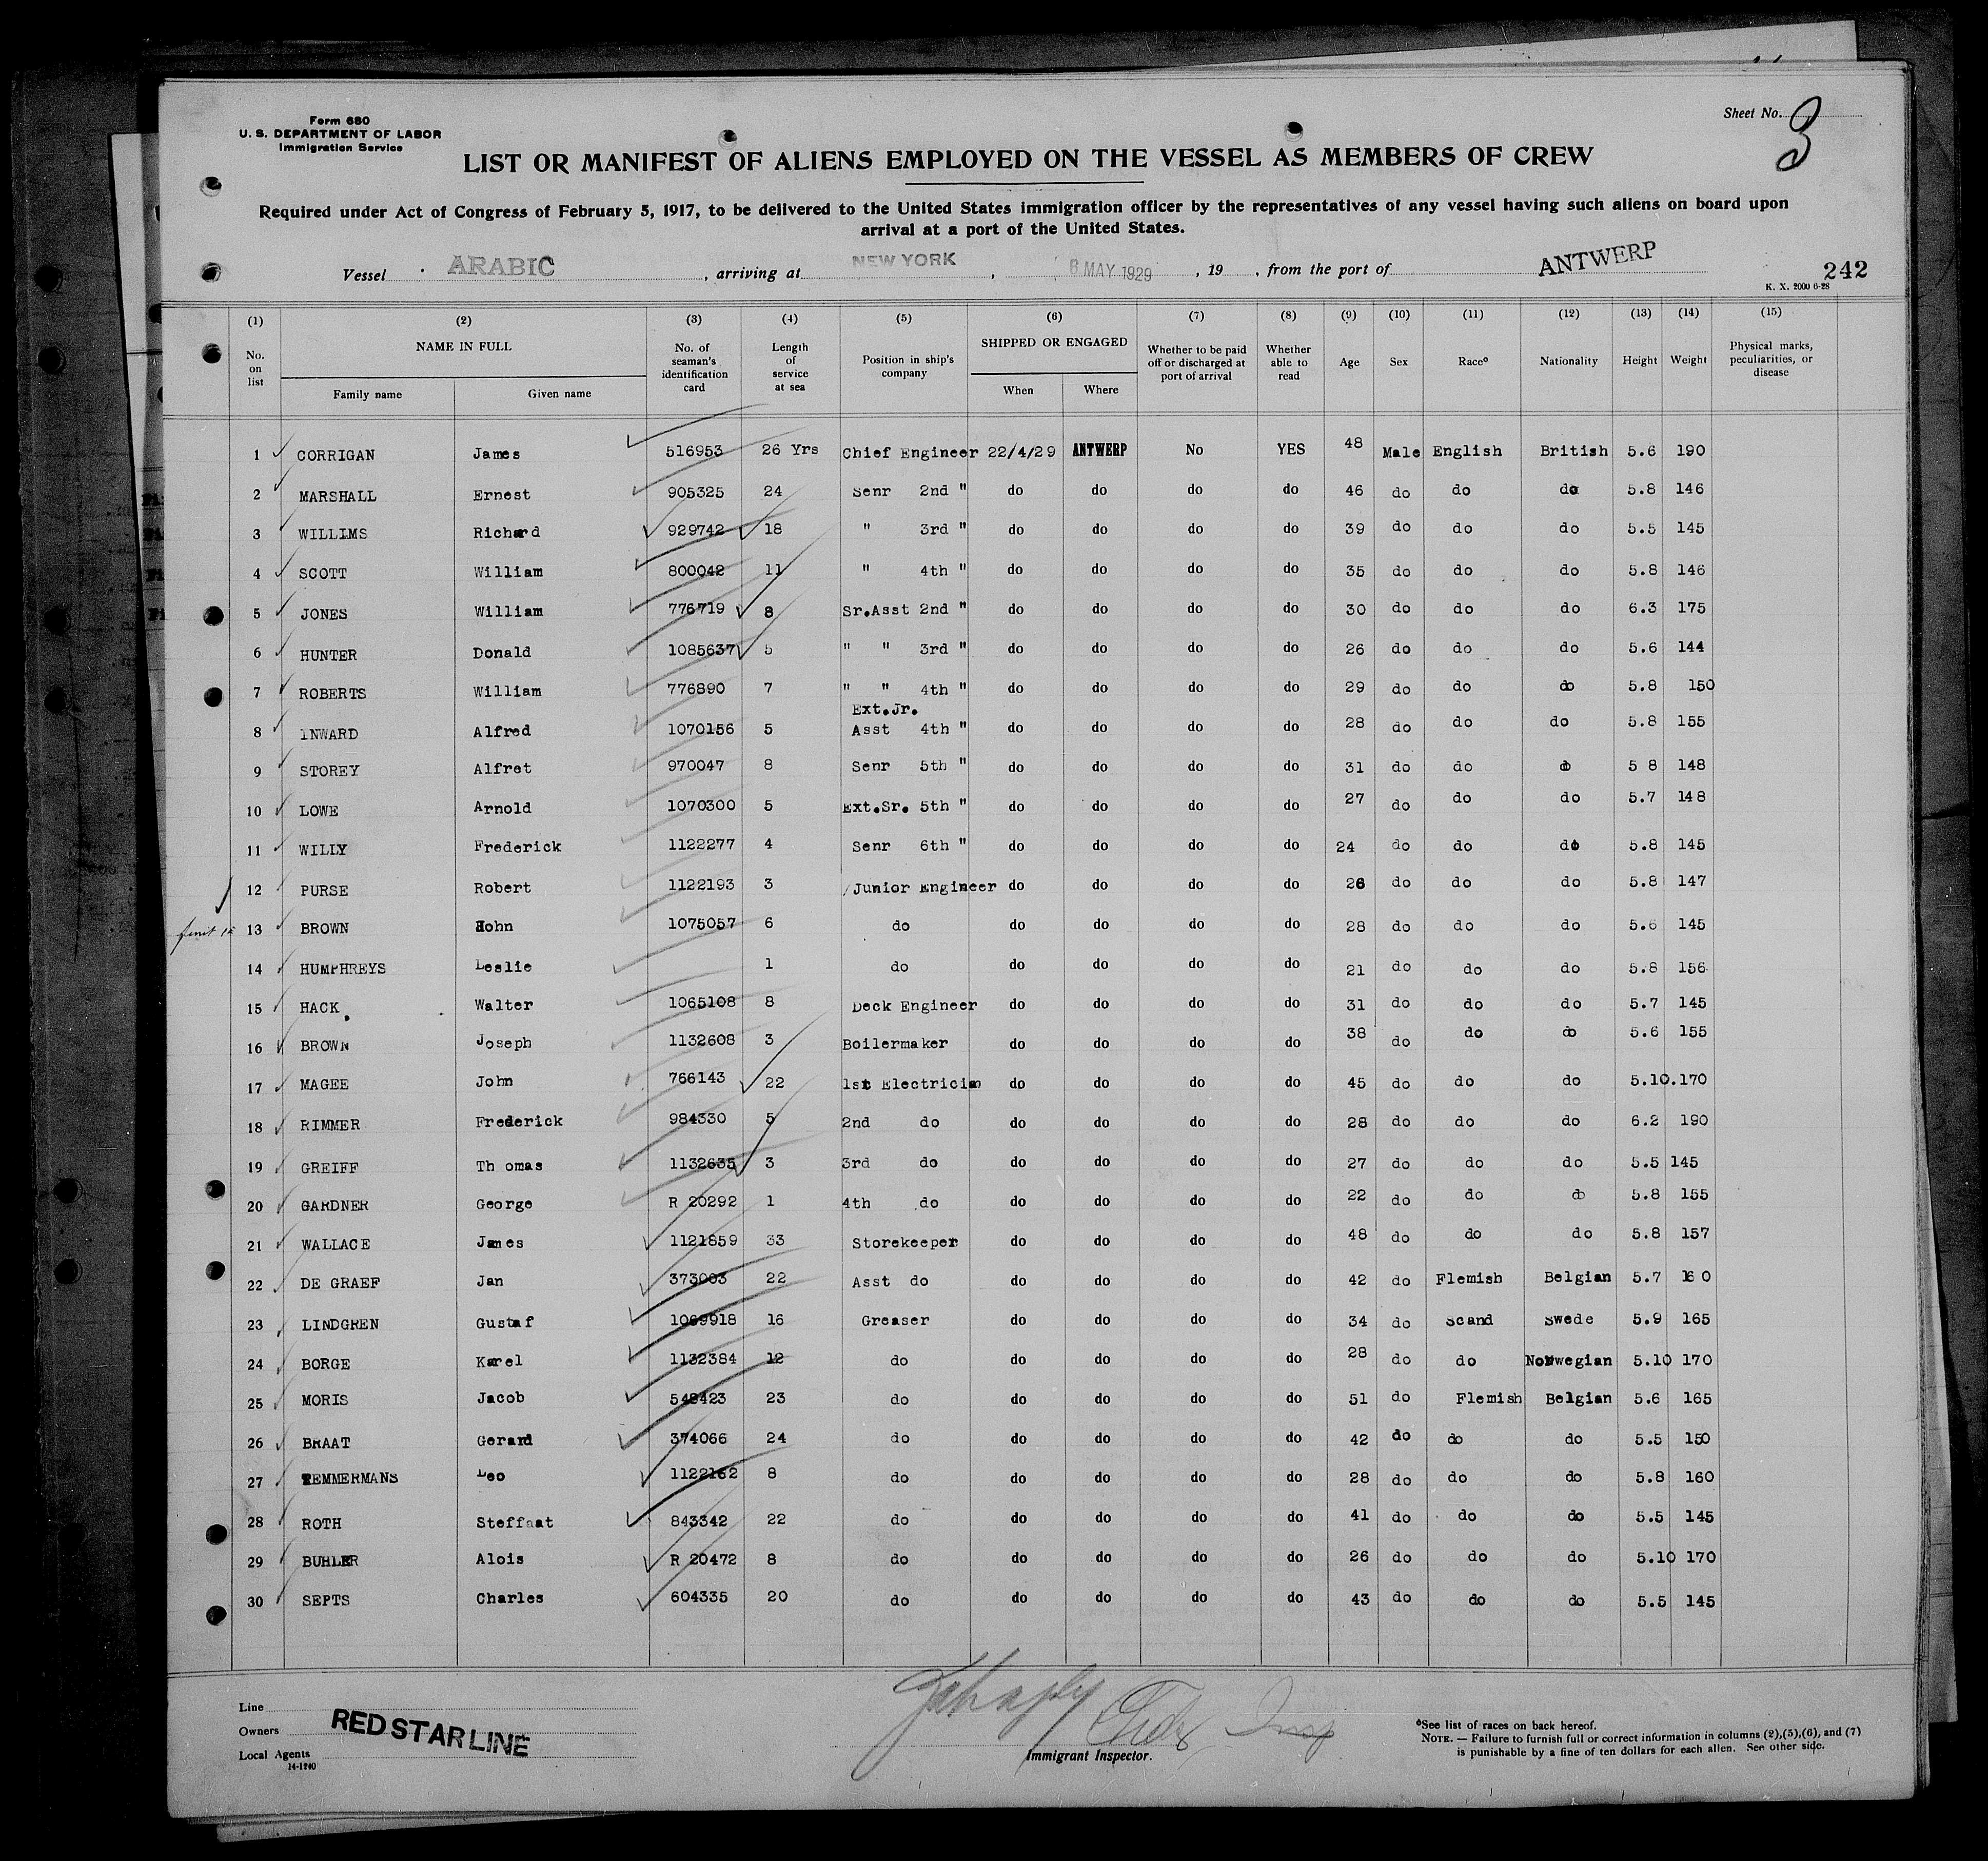 Form 680
U. S. DEPARTMENT OF LABOR
Immigration Service
Sheet No. 3
LIST OR MANIFEST OF ALIENS EMPLOYED ON THE VESSEL AS MEMBERS OF CREW
Required under Act of Congress of February 5, 1917, to be delivered to the United States immigration officer by the representatives of any vessel having such aliens on board upon
arrival at a port of the United States.
Vessel ARABIC, arriving at NEW YORK, 6 MAY 1929, 19 , from the port of ANTWERP
242
K. X. 2000 6-28
(1) (2) (3) (4) (5) (6) (7) (8) (9) (10) (11) (12) (13) (14) (15)
No. on list NAME IN FULL Family name Given name No. of seaman's identification card Length of service at sea Position in ship's company SHIPPED OR ENGAGED When Where Whether to be paid off or discharged at port of arrival Whether able to read Age Sex Race° Nationality Height Weight Physical marks, peculiarities, or disease
1 CORRIGAN James 516953 26 Yrs Chief Engineer 22/4/29 ANTWERP No YES 48 Male English British 5.6 190
2 MARSHALL Ernest 905325 24 Senr 2nd " do do do do 46 do do do 5.8 146
3 WILLIMS Richard 929742 18 " 3rd " do do do do 39 do do do 5.5 145
4 SCOTT William 800042 11 " 4th " do do do do 35 do do do 5.8 146
5 JONES William 776719 8 Sr.Asst 2nd " do do do do 30 do do do 6.3 175
6 HUNTER Donald 1085637 5 " " 3rd " do do do do 26 do do do 5.6 144
7 ROBERTS William 776890 7 " " 4th " do do do do 29 do do do 5.8 150
8 INWARD Alfred 1070156 5 Ext.Jr. Asst 4th " do do do do 28 do do do 5.8 155
9 STOREY Alfret 970047 8 Senr 5th " do do do do 31 do do do 5 8 148
10 LOWE Arnold 1070300 5 Ext.Sr. 5th " do do do do 27 do do do 5.7 148
11 WILLY Frederick 1122277 4 Senr 6th " do do do do 24 do do do 5.8 145
12 PURSE Robert 1122193 3 Junior Engineer do do do do 26 do do do 5.8 147
13 BROWN John 1075057 6 do do do do do 28 do do do 5.6 145
14 HUMPHREYS Leslie 1 do do do do do 21 do do do 5.8 156
15 HACK. Walter 1065108 8 Deck Engineer do do do do 31 do do do 5.7 145
16 BROWN Joseph 1132608 3 Boilermaker do do do do 38 do do do 5.6 155
17 MAGEE John 766143 22 1st Electrician do do do do 45 do do do 5.10. 170
18 RIMMER Frederick 984330 5 2nd do do do do do 28 do do do 6.2 190
19 GREIFF Th omas 1132635 3 3rd do do do do do 27 do do do 5.5 145
20 GARDNER George R 20292 1 4th do do do do do 22 do do do 5.8 155
21 WALLACE James 1121859 33 Storekeeper do do do do 48 do do do 5.8 157
22 DE GRAEF Jan 373003 22 Asst do do do do do 42 do Flemish Belgian 5.7 160
23 LINDGREN Gustaf 1069918 16 Greaser do do do do 34 do Scand Swede 5.9 165
24 BORGE Karel 1132384 12 do do do do do 28 do do Norwegian 5.10 170
25 MORIS Jacob 548423 23 do do do do do 51 do Flemish Belgian 5.6 165
26 BRAAT Gerard 374066 24 do do do do do 42 do do do 5.5 150
27 TEMMERMANS Leo 1122162 8 do do do do do 28 do do do 5.8 160
28 ROTH Steffaat 843342 22 do do do do do 41 do do do 5.5 145
29 BUHLER Alois R 20472 8 do do do do do 26 do do do 5.10 170
30 SEPTS Charles 604335 20 do do do do do 43 do do do 5.5 145
Line
Owners RED STAR LINE
Local Agents
14-1240
Immigrant Inspector.
°See list of races on back hereof.
NOTE. — Failure to furnish full or correct information in columns (2),(5),(6), and (7)
is punishable by a fine of ten dollars for each alien. See other side.